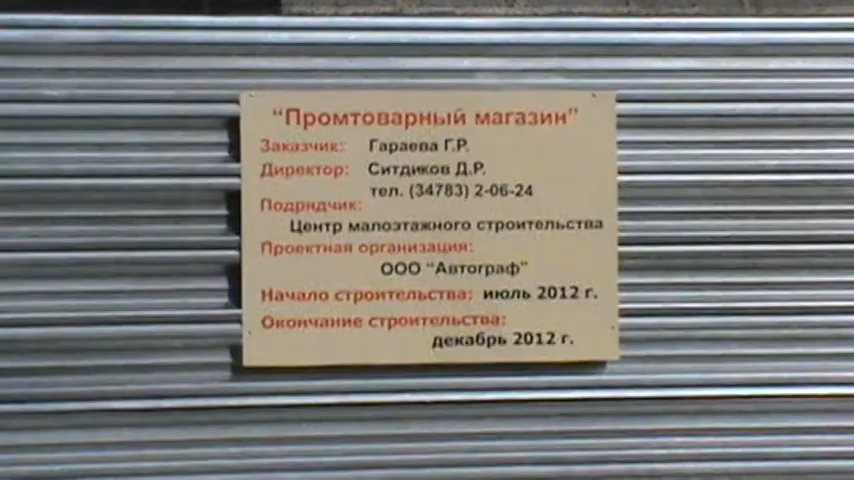 “Промтоварный магазин”
Заказчик: Гараева Г.Р.
Директор: Ситдиков Д.Р.
тел. (34783) 2-06-24
Подрядчик:
Центр малоэтажного строительства
Проектная организация:
ООО “Автограф”
Начало строительства: июль 2012 г.
Окончание строительства:
декабрь 2012 г.